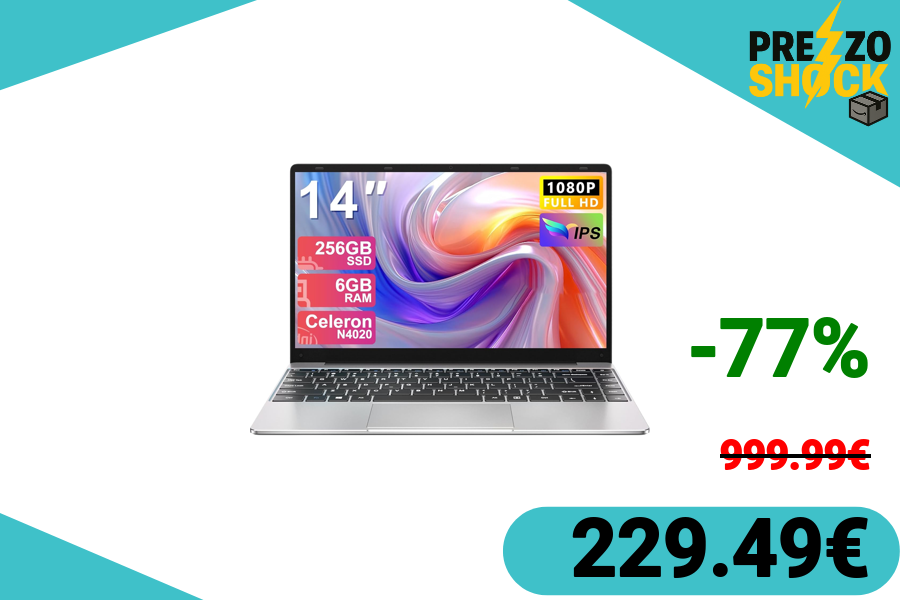 PREZZO
SHOCK
14"
1080P
FULL HD
IPS
256GB
SSD
6GB
RAM
Celeron
N4020
-77%
999.99€
229.49€